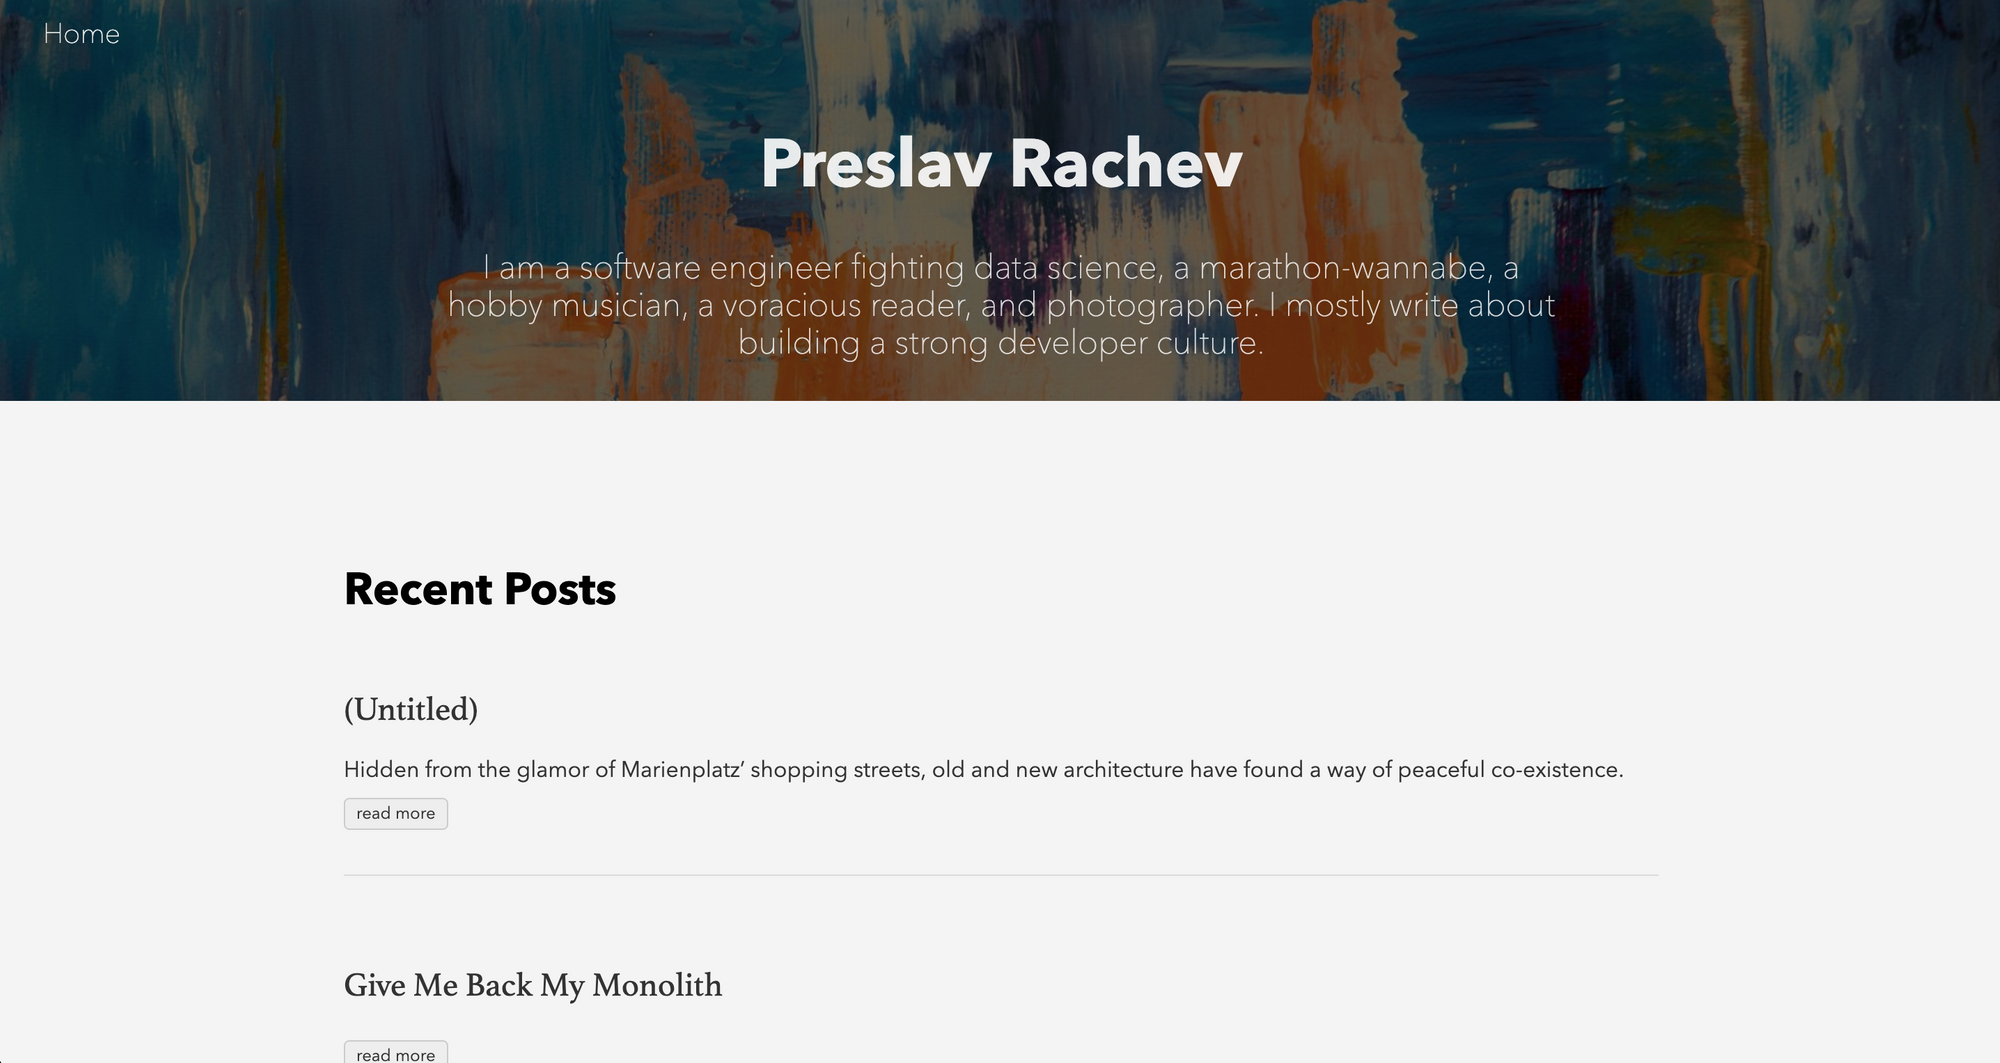 Home
Preslav Rachev
I am a software engineer fighting data science, a marathon-wannabe, a
hobby musician, a voracious reader, and photographer. I mostly write about
building a strong developer culture.
Recent Posts
(Untitled)
Hidden from the glamor of Marienplatz’ shopping streets, old and new architecture have found a way of peaceful co-existence.
read more
Give Me Back My Monolith
read more